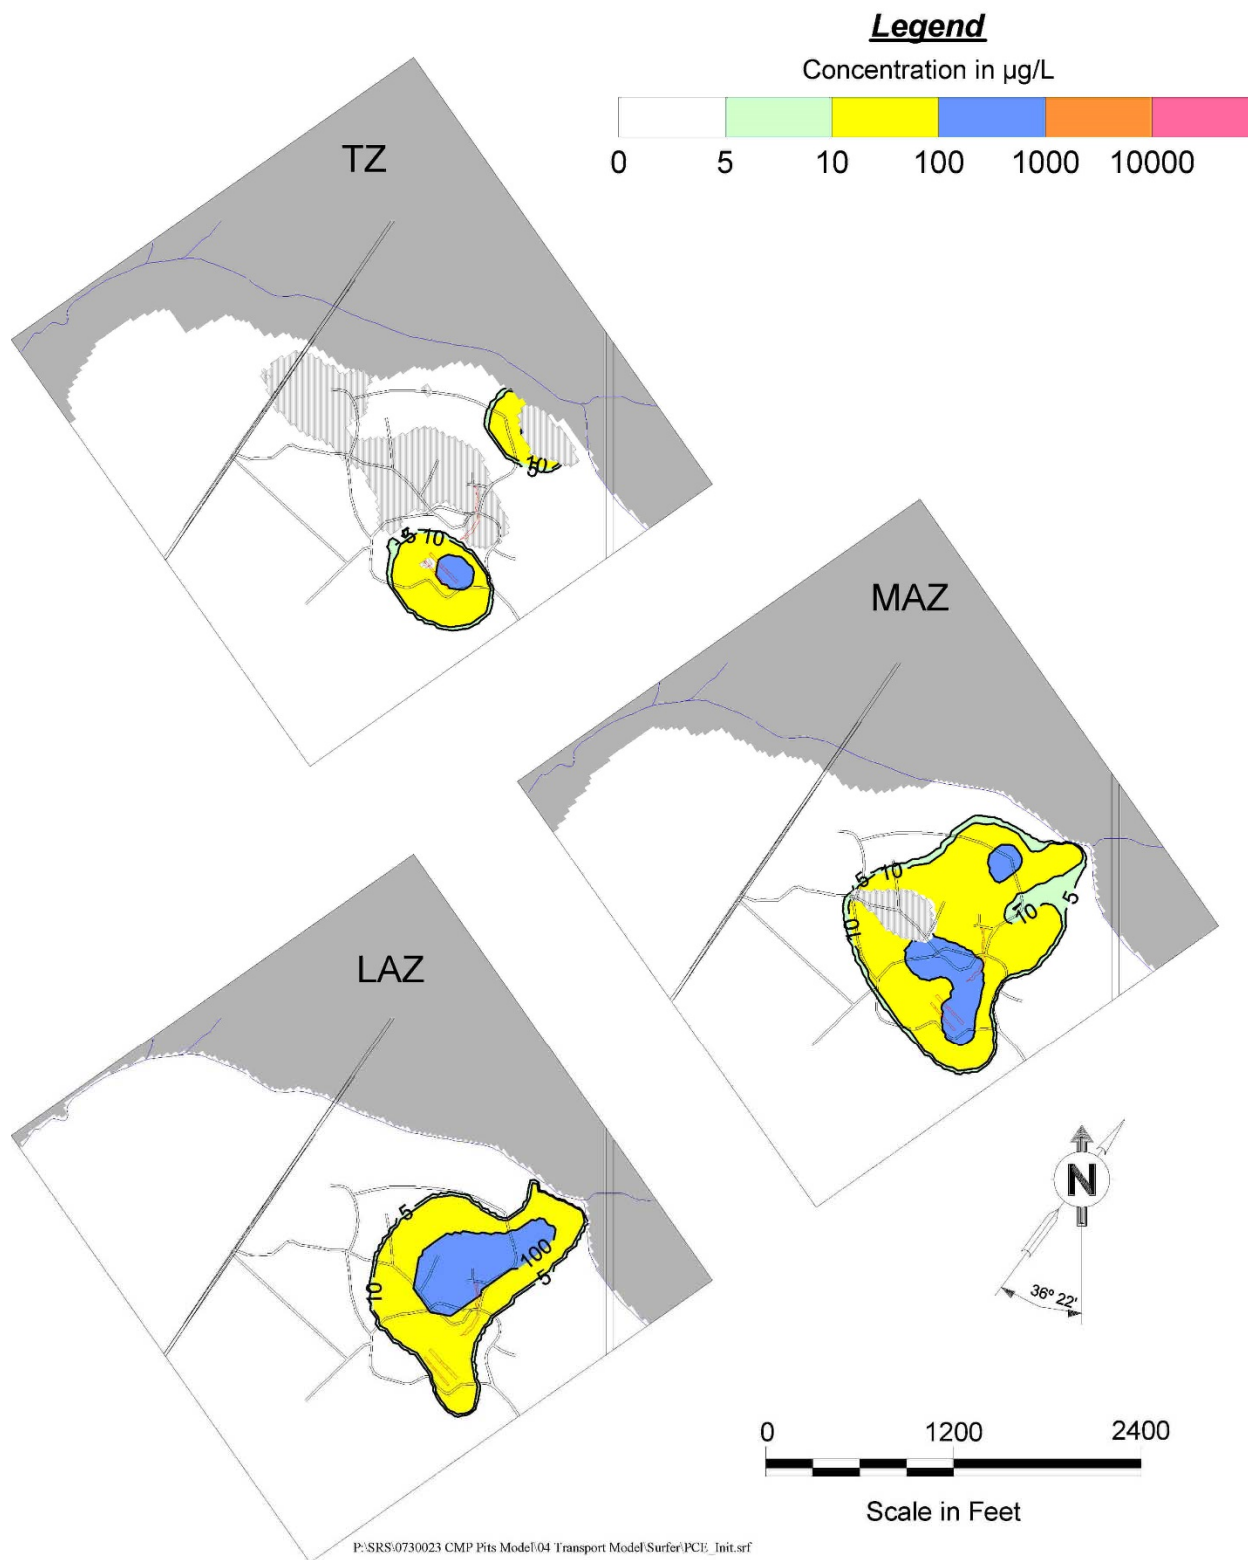 Legend
Concentration in µg/L
0 5 10 100 1000 10000
TZ
10
5
5 10
MAZ
5 10
10
10
5
LAZ
5
100
5
10
N
36° 22'
0 1200 2400
Scale in Feet
P:\SRS\0730023 CMP Pits Model\04 Transport Model\Surfer\PCE_Init.srf